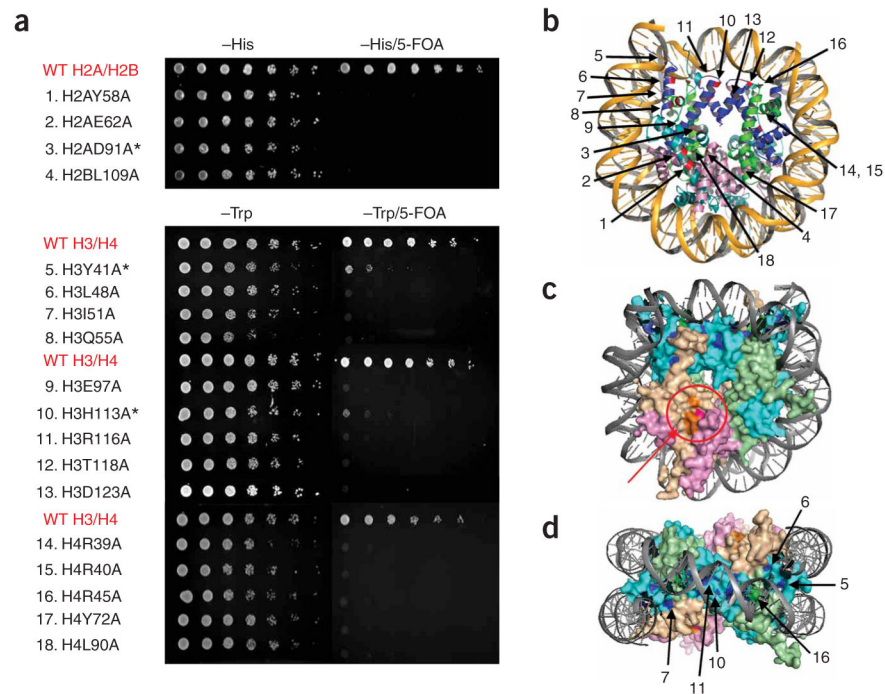 a
–His
–His/5-FOA
WT H2A/H2B
1. H2AY58A
2. H2AE62A
3. H2AD91A*
4. H2BL109A
–Trp
–Trp/5-FOA
WT H3/H4
5. H3Y41A*
6. H3L48A
7. H3I51A
8. H3Q55A
WT H3/H4
9. H3E97A
10. H3H113A*
11. H3R116A
12. H3T118A
13. H3D123A
WT H3/H4
14. H4R39A
15. H4R40A
16. H4R45A
17. H4Y72A
18. H4L90A
b
11
10
13
12
16
5
6
7
8
9
3
2
1
14, 15
17
4
18
c
d
6
5
7
11
10
16